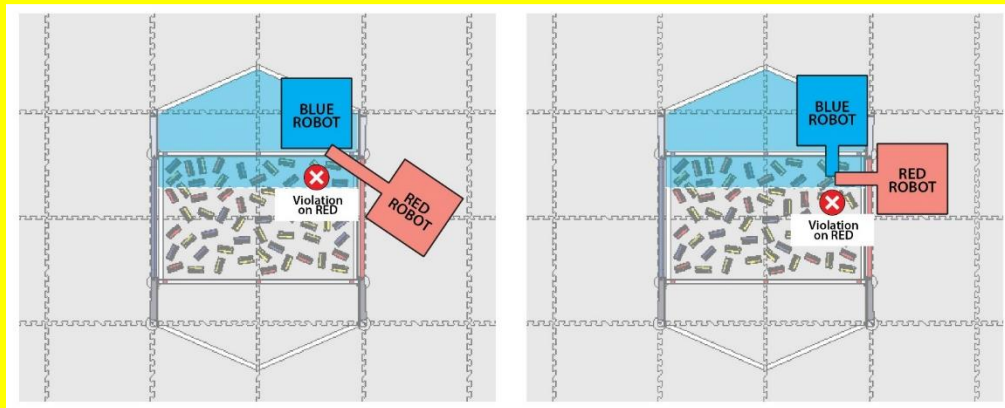 BLUE
ROBOT
RED
ROBOT
Violation
on RED
BLUE
ROBOT
RED
ROBOT
Violation
on RED